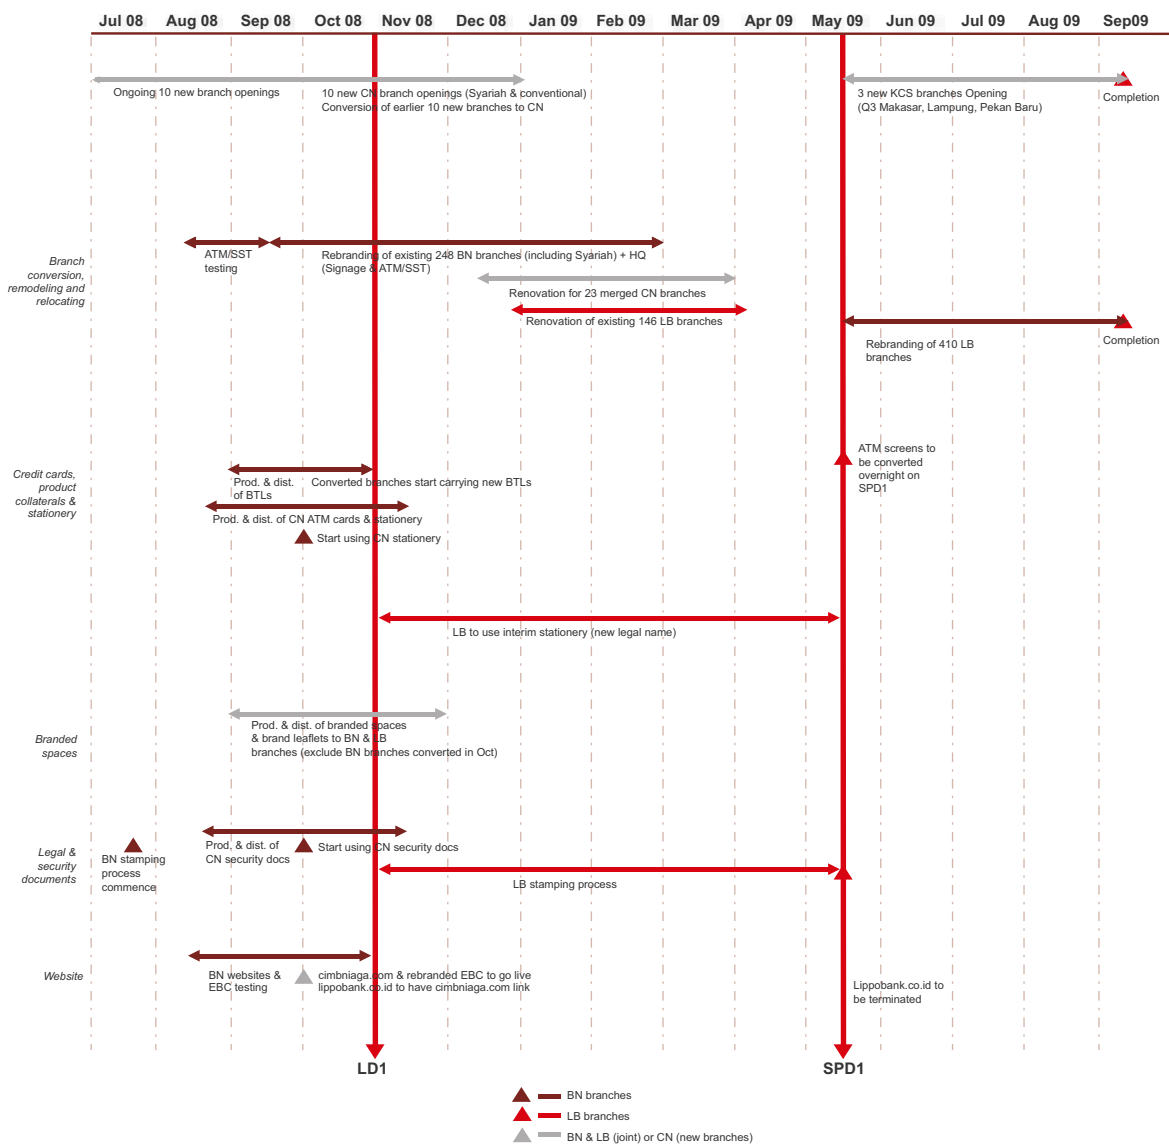 Jul 08
Aug 08
Sep 08
Oct 08
Nov 08
Dec 08
Jan 09
Feb 09
Mar 09
Apr 09
May 09
Jun 09
Jul 09
Aug 09
Sep09
Ongoing 10 new branch openings
10 new CN branch openings (Syariah & conventional)
Conversion of earlier 10 new branches to CN
3 new KCS branches Opening
(Q3 Makasar, Lampung, Pekan Baru)
Completion
Branch
conversion,
remodeling and
relocating
ATM/SST
testing
Rebranding of existing 248 BN branches (including Syariah) + HQ
(Signage & ATM/SST)
Renovation for 23 merged CN branches
Renovation of existing 146 LB branches
Rebranding of 410 LB
branches
Completion
Credit cards,
product
collaterals &
stationery
Prod. & dist.
of BTLs
Converted branches start carrying new BTLs
Prod. & dist. of CN ATM cards & stationery
Start using CN stationery
ATM screens to
be converted
overnight on
SPD1
LB to use interim stationery (new legal name)
Branded
spaces
Prod. & dist. of branded spaces
& brand leaflets to BN & LB
branches (exclude BN branches converted in Oct)
Legal &
security
documents
BN stamping
process
commence
Prod. & dist. of
CN security docs
Start using CN security docs
LB stamping process
Website
BN websites &
EBC testing
cimbniaga.com & rebranded EBC to go live
lippobank.co.id to have cimbniaga.com link
Lippobank.co.id to
be terminated
LD1
SPD1
BN branches
LB branches
BN & LB (joint) or CN (new branches)